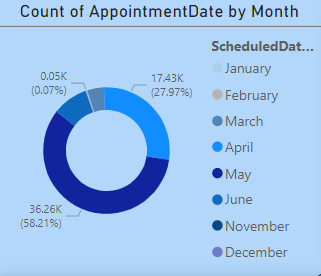 Count of AppointmentDate by Month
ScheduledDat...
January
February
March
April
May
June
November
December
0.05K
(0.07%)
17.43K
(27.97%)
36.26K
(58.21%)